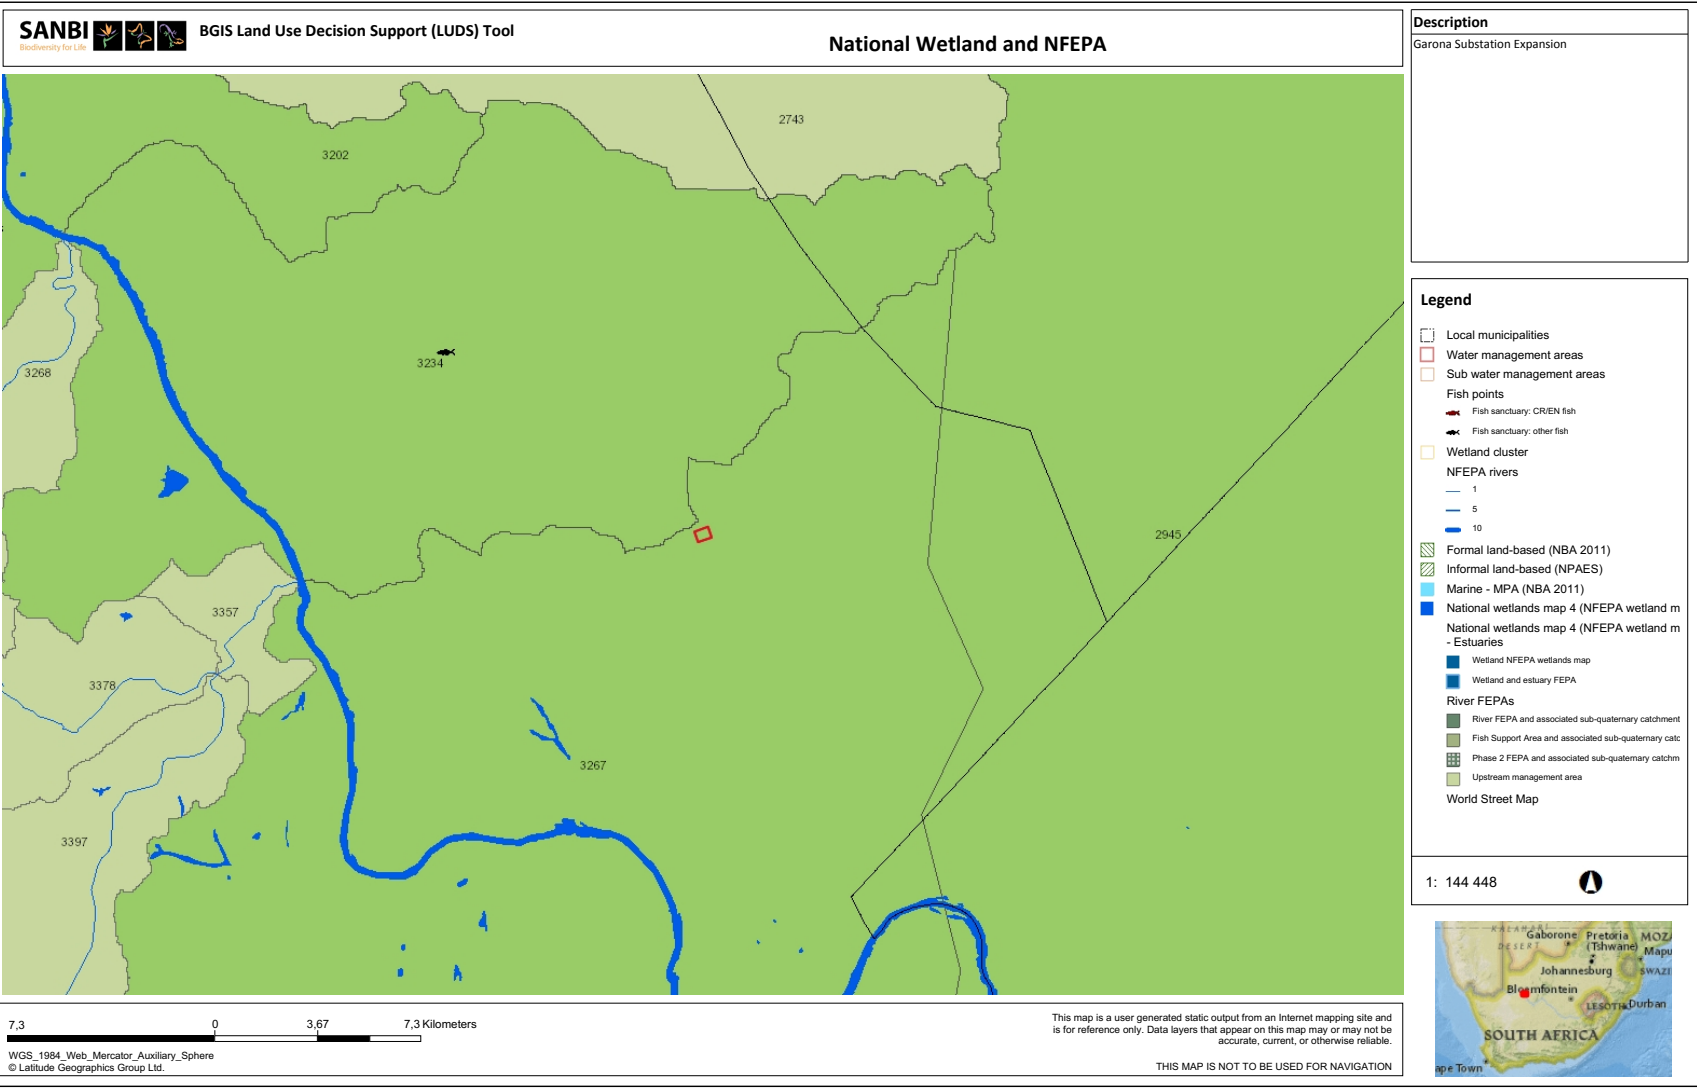 SANBI
Biodiversity for Life
BGIS Land Use Decision Support (LUDS) Tool
National Wetland and NFEPA
Description
Garona Substation Expansion
2743
3202
3234
3268
2945
3357
3378
3267
3397
Legend
Local municipalities
Water management areas
Sub water management areas
Fish points
Fish sanctuary: CR/EN fish
Fish sanctuary: other fish
Wetland cluster
NFEPA rivers
1
5
10
Formal land-based (NBA 2011)
Informal land-based (NPAES)
Marine - MPA (NBA 2011)
National wetlands map 4 (NFEPA wetland m
National wetlands map 4 (NFEPA wetland m
- Estuaries
Wetland NFEPA wetlands map
Wetland and estuary FEPA
River FEPAs
River FEPA and associated sub-quaternary catchment
Fish Support Area and associated sub-quaternary catc
Phase 2 FEPA and associated sub-quaternary catchm
Upstream management area
World Street Map
1: 144 448
KALAHARI
DESERT
Gaborone
Pretoria
(Tshwane)
MOZA
Mapu
Johannesburg
SWAZI
Bloemfontein
LESOTHO
Durban
SOUTH AFRICA
ape Town
7,3 0 3,67 7,3 Kilometers
WGS_1984_Web_Mercator_Auxiliary_Sphere
© Latitude Geographics Group Ltd.
This map is a user generated static output from an Internet mapping site and
is for reference only. Data layers that appear on this map may or may not be
accurate, current, or otherwise reliable.
THIS MAP IS NOT TO BE USED FOR NAVIGATION